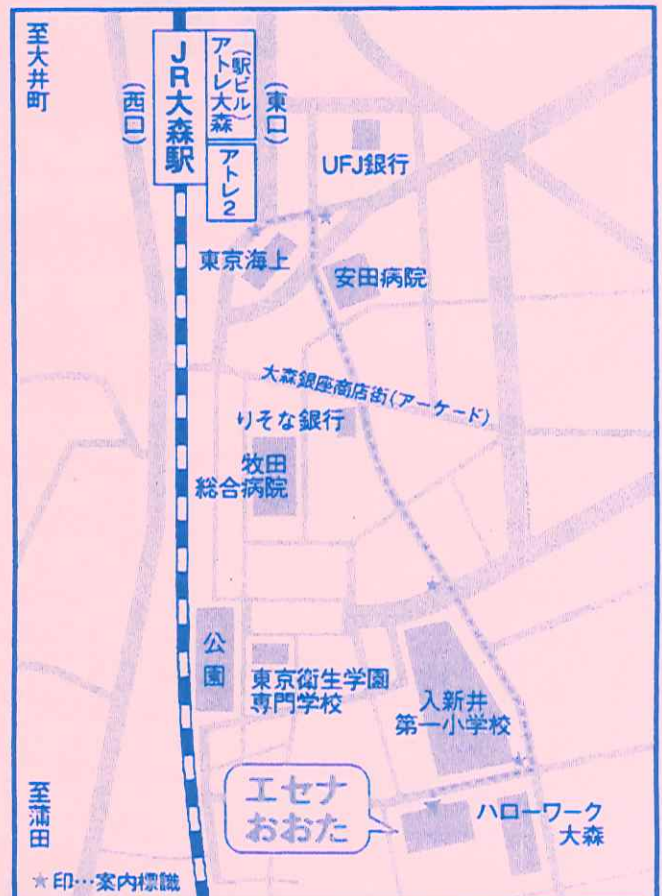 至大井町
(西口)
JR大森駅
(駅ビル)
アトレ大森
アトレ2
(東口)
UFJ銀行
東京海上
安田病院
大森銀座商店街(アーケード)
りそな銀行
牧田
総合病院
公園
東京衛生学園
専門学校
入新井
第一小学校
エセナ
おおた
ハローワーク
大森
至蒲田
★印…案内標識